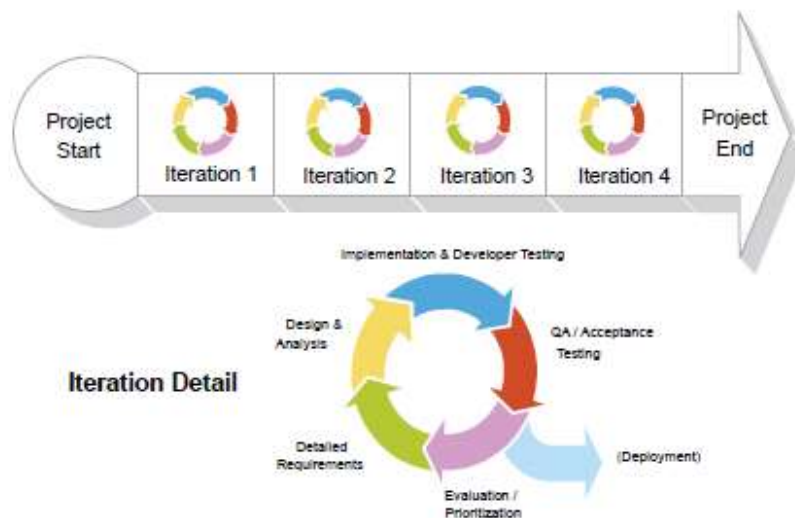 Project
Start
Iteration 1
Iteration 2
Iteration 3
Iteration 4
Project
End
Implementation & Developer Testing
Design &
Analysis
QA / Acceptance
Testing
Iteration Detail
Detailed
Requirements
(Deployment)
Evaluation /
Prioritization